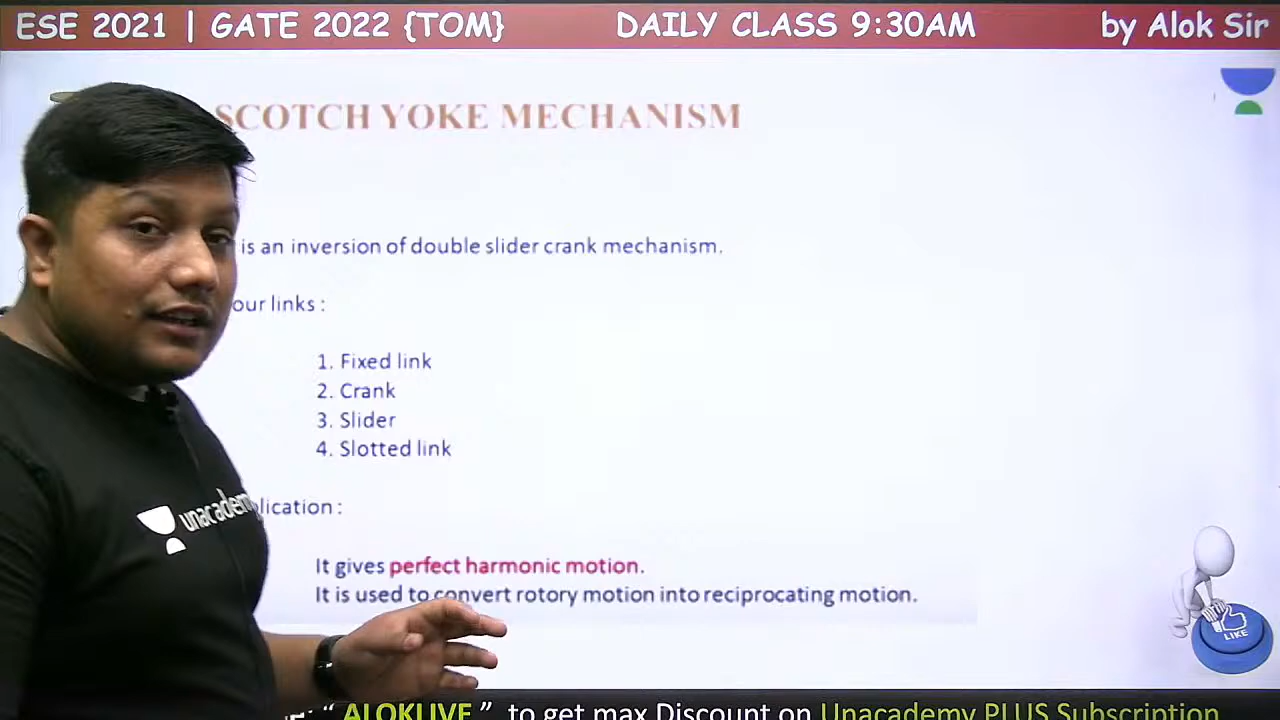 ESE 2021 | GATE 2022 {TOM} DAILY CLASS 9:30AM by Alok Sir
SCOTCH YOKE MECHANISM
is an inversion of double slider crank mechanism.
our links :
1. Fixed link
2. Crank
3. Slider
4. Slotted link
unacademy
plication :
It gives perfect harmonic motion.
It is used to convert rotory motion into reciprocating motion.
LIKE
“ ALOKLIVE ” to get max Discount on Unacademy PLUS Subscription